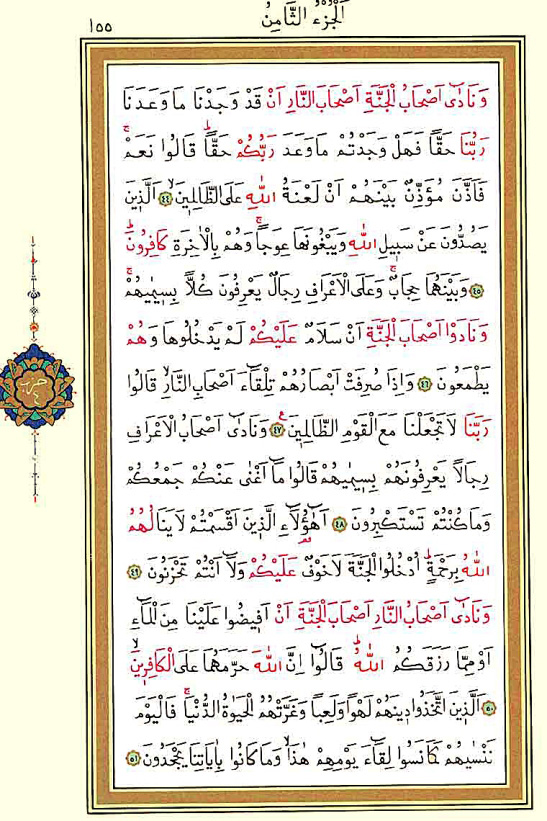 اَلْجُزْءُ الثَّامِنُ
١٥٥
وَنَادٰٓى اَصْحَابُ الْجَنَّةِ اَصْحَابَ النَّارِ اَنْ قَدْ وَجَدْنَا مَا وَعَدَنَا
رَبُّنَا حَقًّا فَهَلْ وَجَدْتُمْ مَا وَعَدَ رَبُّكُمْ حَقًّاۜ قَالُوا نَعَمْۚ
فَاَذَّنَ مُؤَذِّنٌ بَيْنَهُمْ اَنْ لَعْنَةُ اللّٰهِ عَلَى الظَّالِمٖينَۙ ﴿٤٤﴾ اَلَّذٖينَ
يَصُدُّونَ عَنْ سَبٖيلِ اللّٰهِ وَيَبْغُونَهَا عِوَجًاۚ وَهُمْ بِالْاٰخِرَةِ كَافِرُونَۜ
﴿٤٥﴾ وَبَيْنَهُمَا حِجَابٌۚ وَعَلَى الْاَعْرَافِ رِجَالٌ يَعْرِفُونَ كُلًّا بِسٖيمٰيهُمْۚ
وَنَادَوْا اَصْحَابَ الْجَنَّةِ اَنْ سَلَامٌ عَلَيْكُمْ لَمْ يَدْخُلُوهَا وَهُمْ
يَطْمَعُونَ ﴿٤٦﴾ وَاِذَا صُرِفَتْ اَبْصَارُهُمْ تِلْقَٓاءَ اَصْحَابِ النَّارِۙ قَالُوا
رَبَّنَا لَا تَجْعَلْنَا مَعَ الْقَوْمِ الظَّالِمٖينَۧ ﴿٤٧﴾ وَنَادٰٓى اَصْحَابُ الْاَعْرَافِ
رِجَالًا يَعْرِفُونَهُمْ بِسٖيمٰيهُمْ قَالُوا مَٓا اَغْنٰى عَنْكُمْ جَمْعُكُمْ
وَمَا كُنْتُمْ تَسْتَكْبِرُونَ ﴿٤٨﴾ اَهٰٓؤُ۬لَٓاءِ الَّذٖينَ اَقْسَمْتُمْ لَا يَنَالُهُمُ
اللّٰهُ بِرَحْمَةٍۜ اُدْخُلُوا الْجَنَّةَ لَا خَوْفٌ عَلَيْكُمْ وَلَٓا اَنْتُمْ تَحْزَنُونَ ﴿٤٩﴾
وَنَادٰٓى اَصْحَابُ النَّارِ اَصْحَابَ الْجَنَّةِ اَنْ اَفٖيضُوا عَلَيْنَا مِنَ الْمَٓاءِ
اَوْ مِمَّا رَزَقَكُمُ اللّٰهُۜ قَالُٓوا اِنَّ اللّٰهَ حَرَّمَهُمَا عَلَى الْكَافِرٖينَۙ
﴿٥٠﴾ اَلَّذٖينَ اتَّخَذُوا دٖينَهُمْ لَهْوًا وَلَعِبًا وَغَرَّتْهُمُ الْحَيٰوةُ الدُّنْيَاۚ فَالْيَوْمَ
نَنْسٰيهُمْ كَمَا نَسُوا لِقَٓاءَ يَوْمِهِمْ هٰذَاۙ وَمَا كَانُوا بِاٰيَاتِنَا يَجْحَدُونَ ﴿٥١﴾
حزب
٤